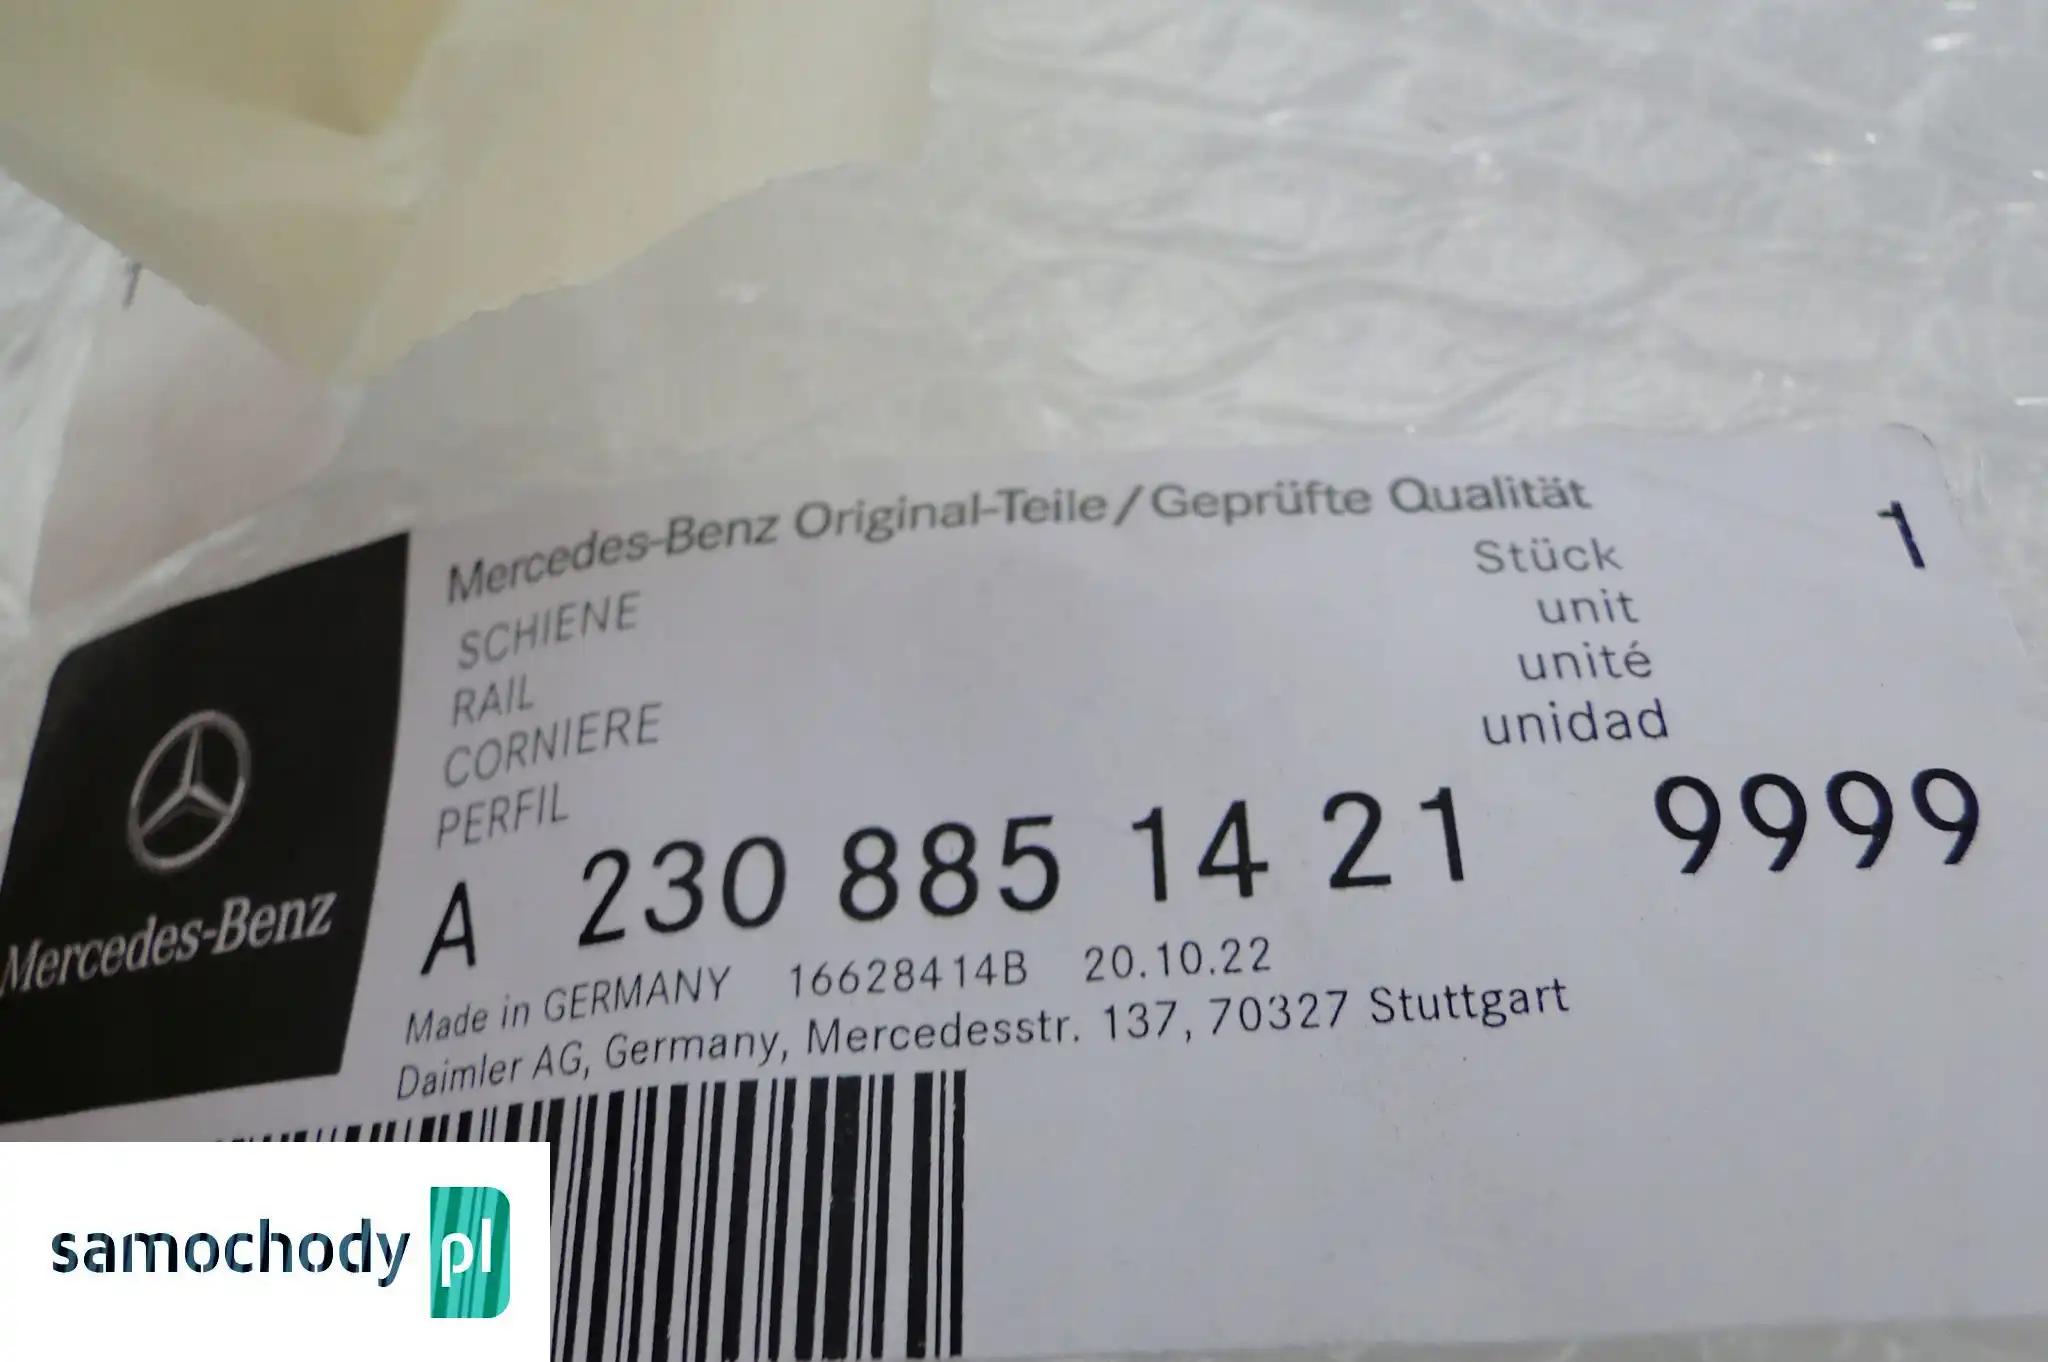 1
Mercedes-Benz Original-Teile/Geprüfte Qualität
SCHIENE
RAIL
CORNIERE
PERFIL
Stück 1
unit
unité
unidad
A 230 885 14 21 9999
Made in GERMANY 16628414B 20.10.22
Daimler AG, Germany, Mercedesstr. 137, 70327 Stuttgart
Mercedes-Benz
samochody pl